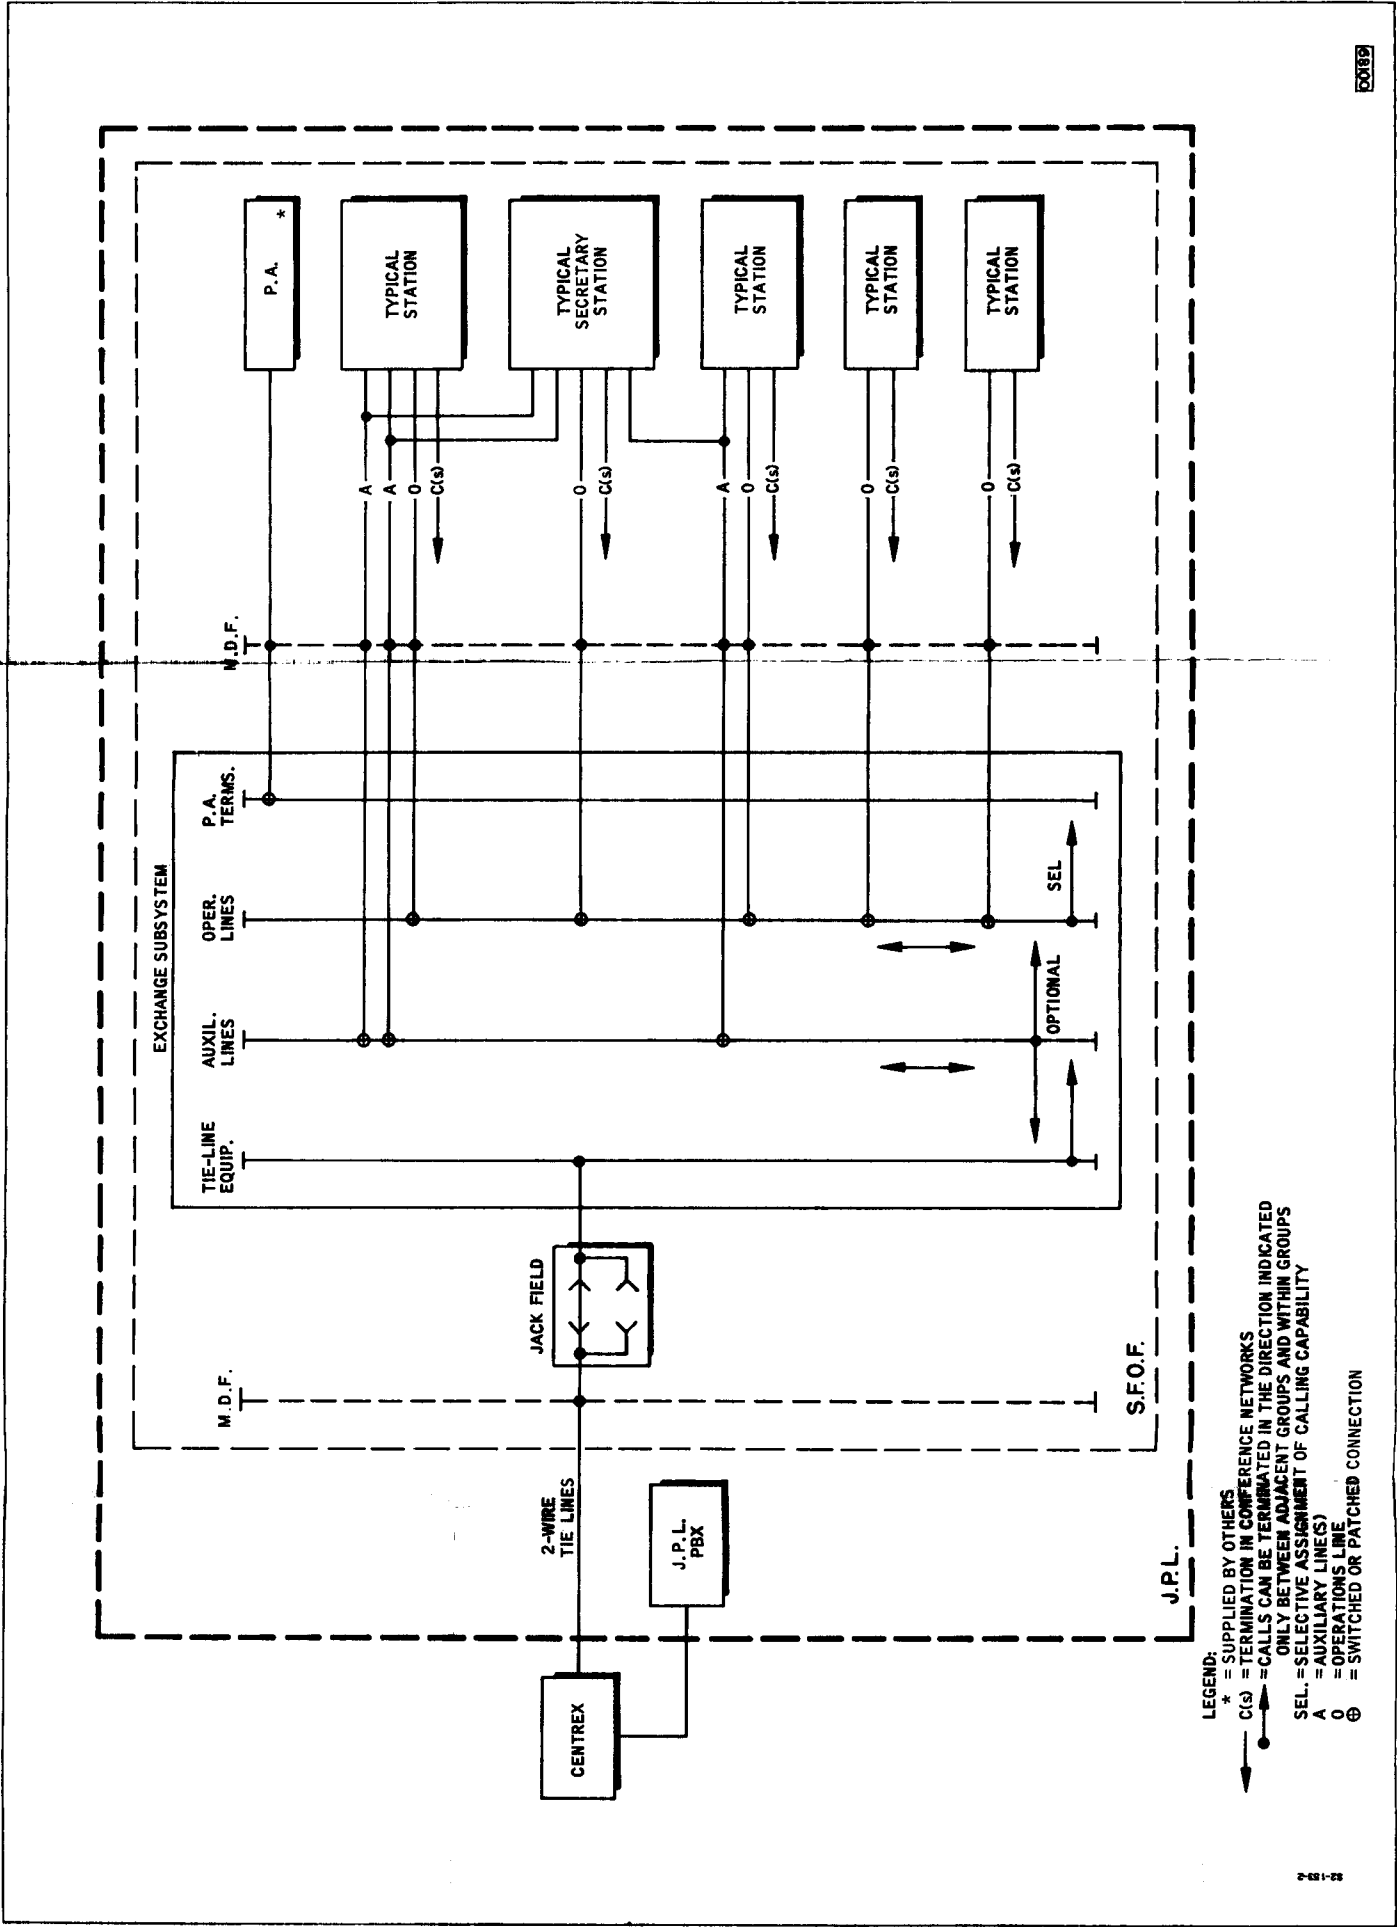 EXCHANGE SUBSYSTEM
TIE-LINE
EQUIP.
AUXIL.
LINES
OPER.
LINES
P.A.
TERMS.
M.D.F.
M.D.F.
P.A. *
TYPICAL
STATION
TYPICAL
SECRETARY
STATION
TYPICAL
STATION
TYPICAL
STATION
TYPICAL
STATION
A
A
O
C(s)
O
C(s)
A
O
C(s)
O
C(s)
O
C(s)
SEL
OPTIONAL
JACK FIELD
2-WIRE
TIE LINES
CENTREX
J.P.L.
PBX
S.F.O.F.
J.P.L.
LEGEND:
* = SUPPLIED BY OTHERS
C(s) = TERMINATION IN CONFERENCE NETWORKS
= CALLS CAN BE TERMINATED IN THE DIRECTION INDICATED
ONLY BETWEEN ADJACENT GROUPS AND WITHIN GROUPS
SEL. = SELECTIVE ASSIGNMENT OF CALLING CAPABILITY
A = AUXILIARY LINE(S)
O = OPERATIONS LINE
⊕ = SWITCHED OR PATCHED CONNECTION